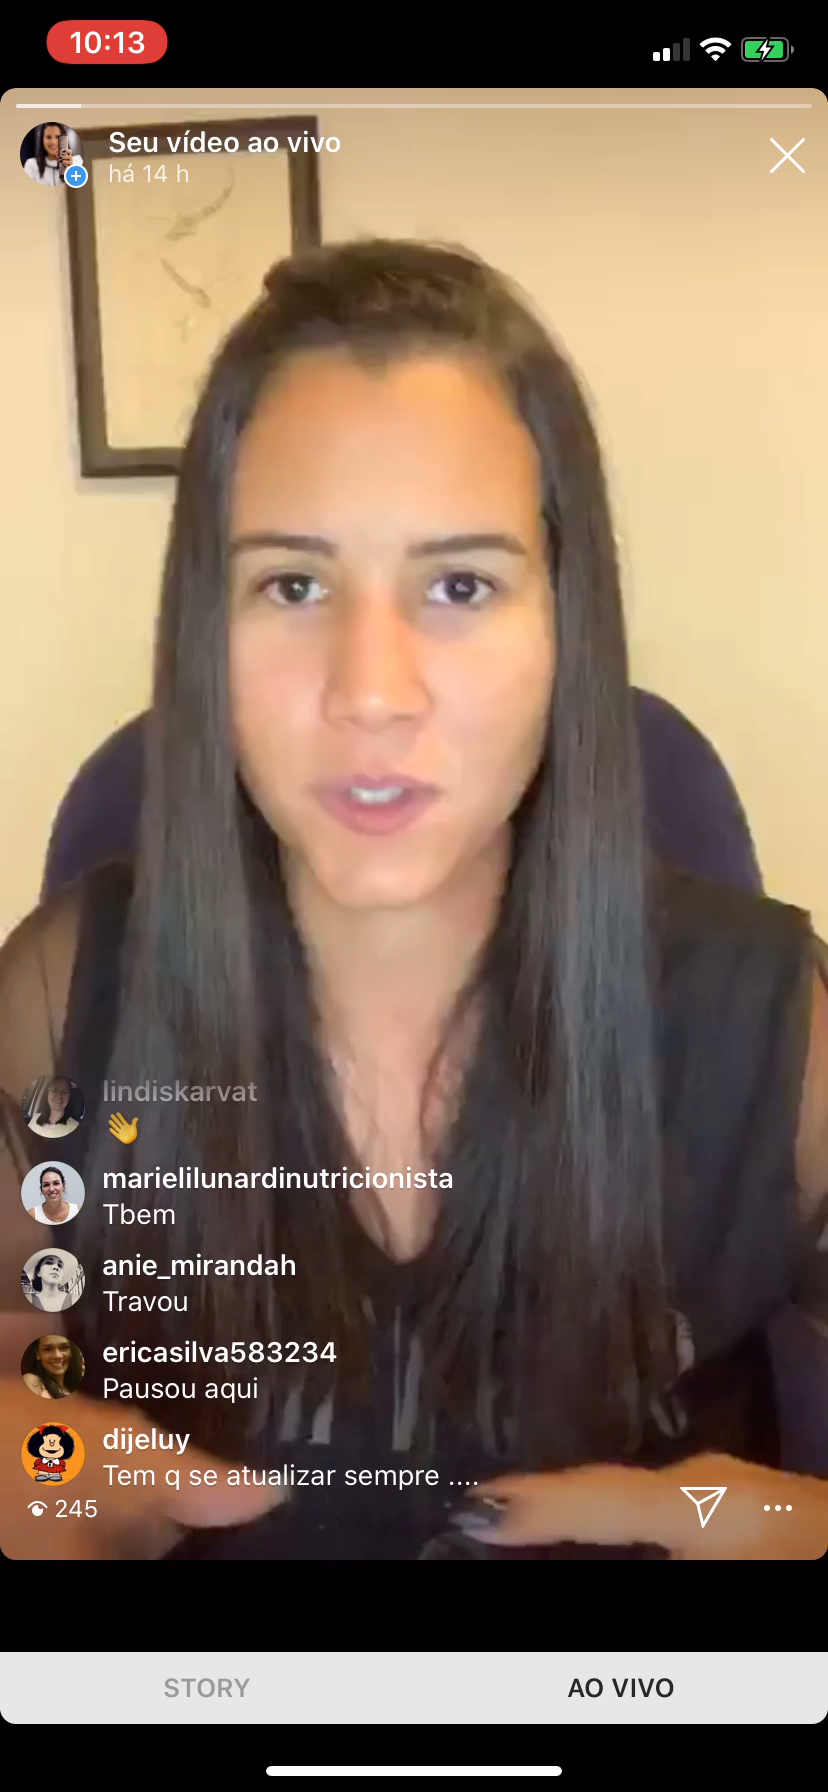 10:13
Seu vídeo ao vivo
há 14 h
lindiskarvat
👋
marielilunardinutricionista
Tbem
anie_mirandah
Travou
ericasilva583234
Pausou aqui
dijeluy
Tem q se atualizar sempre ....
245
STORY
AO VIVO